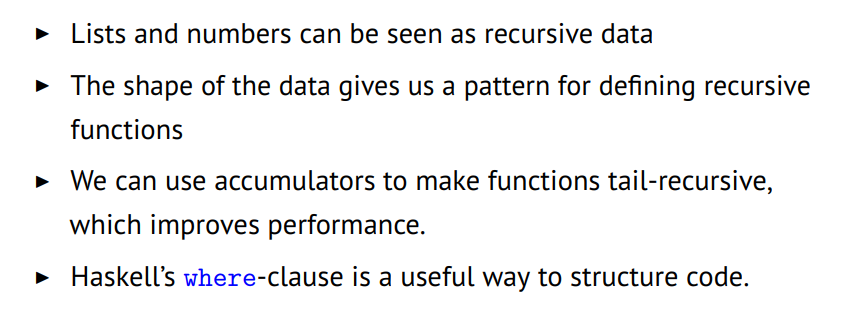 ▶ Lists and numbers can be seen as recursive data
▶ The shape of the data gives us a pattern for defining recursive
functions
▶ We can use accumulators to make functions tail-recursive,
which improves performance.
▶ Haskell’s where-clause is a useful way to structure code.